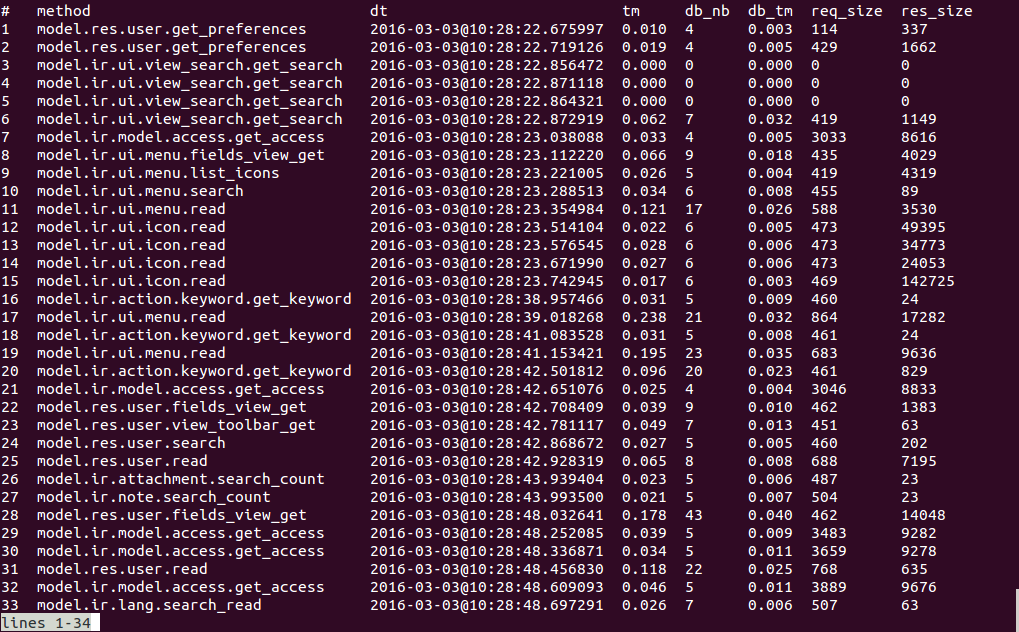 #  method                              dt                          tm     db_nb  db_tm  req_size  res_size
1  model.res.user.get_preferences      2016-03-03@10:28:22.675997  0.010  4      0.003  114       337
2  model.res.user.get_preferences      2016-03-03@10:28:22.719126  0.019  4      0.005  429       1662
3  model.ir.ui.view_search.get_search  2016-03-03@10:28:22.856472  0.000  0      0.000  0         0
4  model.ir.ui.view_search.get_search  2016-03-03@10:28:22.871118  0.000  0      0.000  0         0
5  model.ir.ui.view_search.get_search  2016-03-03@10:28:22.864321  0.000  0      0.000  0         0
6  model.ir.ui.view_search.get_search  2016-03-03@10:28:22.872919  0.062  7      0.032  419       1149
7  model.ir.model.access.get_access    2016-03-03@10:28:23.038088  0.033  4      0.005  3033      8616
8  model.ir.ui.menu.fields_view_get    2016-03-03@10:28:23.112220  0.066  9      0.018  435       4029
9  model.ir.ui.menu.list_icons         2016-03-03@10:28:23.221005  0.026  5      0.004  419       4319
10 model.ir.ui.menu.search             2016-03-03@10:28:23.288513  0.034  6      0.008  455       89
11 model.ir.ui.menu.read               2016-03-03@10:28:23.354984  0.121  17     0.026  588       3530
12 model.ir.ui.icon.read               2016-03-03@10:28:23.514104  0.022  6      0.005  473       49395
13 model.ir.ui.icon.read               2016-03-03@10:28:23.576545  0.028  6      0.006  473       34773
14 model.ir.ui.icon.read               2016-03-03@10:28:23.671990  0.027  6      0.006  473       24053
15 model.ir.ui.icon.read               2016-03-03@10:28:23.742945  0.017  6      0.003  469       142725
16 model.ir.action.keyword.get_keyword 2016-03-03@10:28:38.957466  0.031  5      0.009  460       24
17 model.ir.ui.menu.read               2016-03-03@10:28:39.018268  0.238  21     0.032  864       17282
18 model.ir.action.keyword.get_keyword 2016-03-03@10:28:41.083528  0.031  5      0.008  461       24
19 model.ir.ui.menu.read               2016-03-03@10:28:41.153421  0.195  23     0.035  683       9636
20 model.ir.action.keyword.get_keyword 2016-03-03@10:28:42.501812  0.096  20     0.023  461       829
21 model.ir.model.access.get_access    2016-03-03@10:28:42.651076  0.025  4      0.004  3046      8833
22 model.res.user.fields_view_get      2016-03-03@10:28:42.708409  0.039  9      0.010  462       1383
23 model.res.user.view_toolbar_get     2016-03-03@10:28:42.781117  0.049  7      0.013  451       63
24 model.res.user.search               2016-03-03@10:28:42.868672  0.027  5      0.005  460       202
25 model.res.user.read                 2016-03-03@10:28:42.928319  0.065  8      0.008  688       7195
26 model.ir.attachment.search_count    2016-03-03@10:28:43.939404  0.023  5      0.006  487       23
27 model.ir.note.search_count          2016-03-03@10:28:43.993500  0.021  5      0.007  504       23
28 model.res.user.fields_view_get      2016-03-03@10:28:48.032641  0.178  43     0.040  462       14048
29 model.ir.model.access.get_access    2016-03-03@10:28:48.252085  0.039  5      0.009  3483      9282
30 model.ir.model.access.get_access    2016-03-03@10:28:48.336871  0.034  5      0.011  3659      9278
31 model.res.user.read                 2016-03-03@10:28:48.456830  0.118  22     0.025  768       635
32 model.ir.model.access.get_access    2016-03-03@10:28:48.609093  0.046  5      0.011  3889      9676
33 model.ir.lang.search_read           2016-03-03@10:28:48.697291  0.026  7      0.006  507       63
lines 1-34